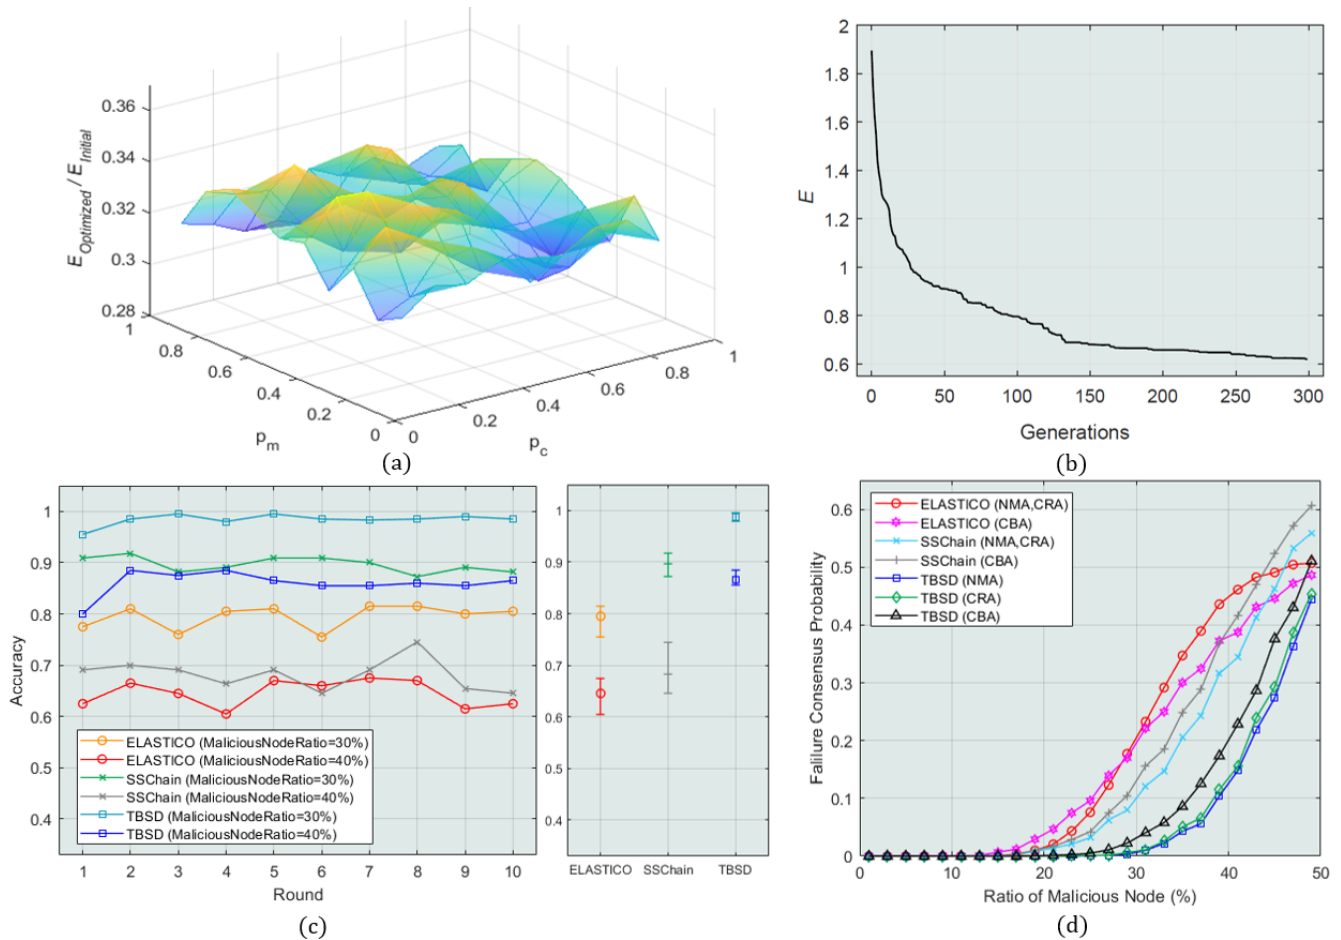 0.36
0.34
0.32
0.3
0.28
E_Optimized / E_Initial
1
0.8
0.6
0.4
0.2
0
p_m
0
0.2
0.4
0.6
0.8
1
p_c
(a)
2
1.8
1.6
1.4
1.2
1
0.8
0.6
E
0 50 100 150 200 250 300
Generations
(b)
1
0.9
0.8
0.7
0.6
0.5
0.4
Accuracy
ELASTICO (MaliciousNodeRatio=30%)
ELASTICO (MaliciousNodeRatio=40%)
SSChain (MaliciousNodeRatio=30%)
SSChain (MaliciousNodeRatio=40%)
TBSD (MaliciousNodeRatio=30%)
TBSD (MaliciousNodeRatio=40%)
1 2 3 4 5 6 7 8 9 10
Round
1
0.9
0.8
0.7
0.6
0.5
0.4
ELASTICO SSChain TBSD
(c)
0.6
0.5
0.4
0.3
0.2
0.1
0
Falilure Consensus Probability
ELASTICO (NMA,CRA)
ELASTICO (CBA)
SSChain (NMA,CRA)
SSChain (CBA)
TBSD (NMA)
TBSD (CRA)
TBSD (CBA)
0 10 20 30 40 50
Ratio of Malicious Node (%)
(d)